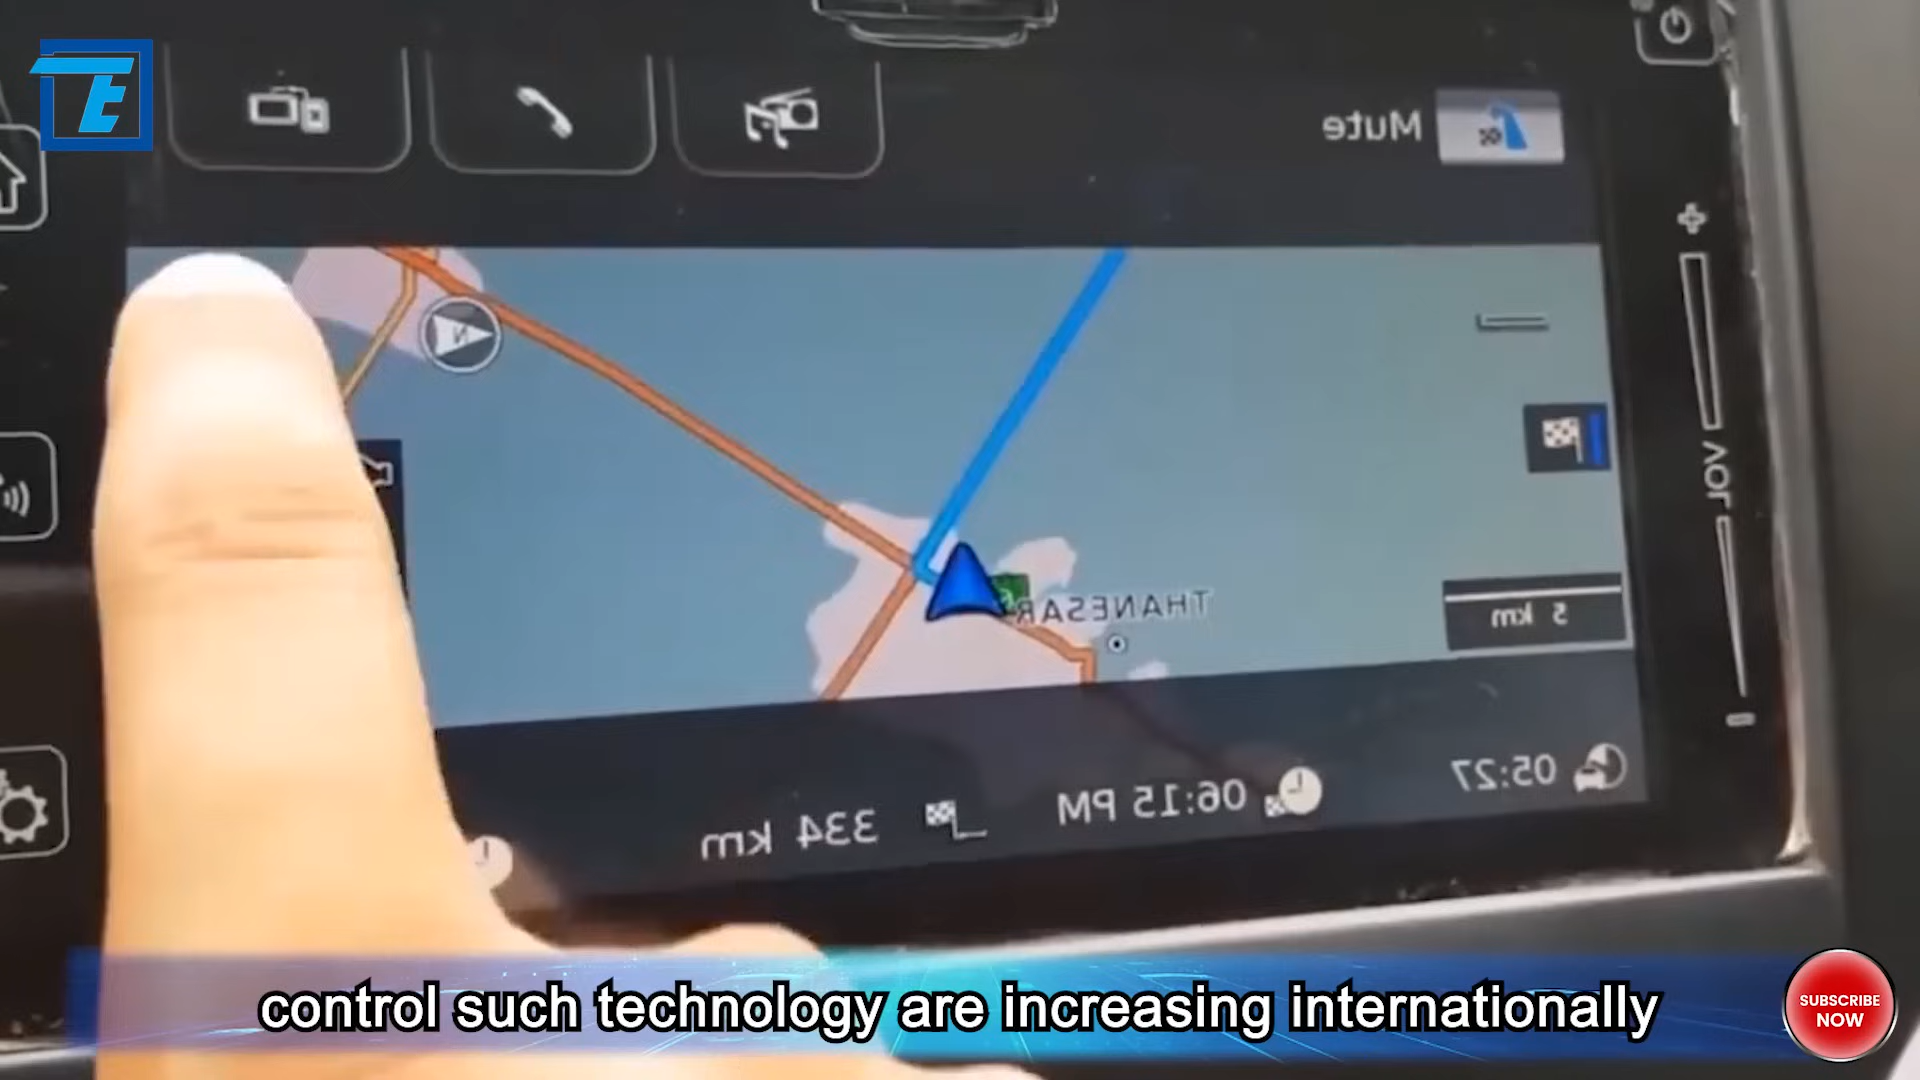 TE
Mute
N
VOL
THANESAR
5 km
05:27
06:15 PM
334 km
control such technology are increasing internationally
SUBSCRIBE
NOW